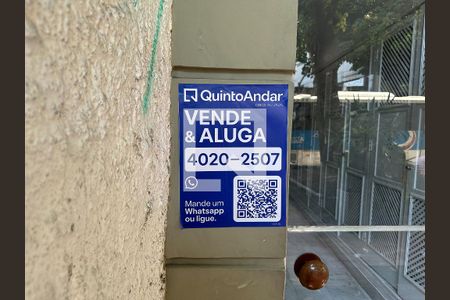 QuintoAndar
VENDE
& ALUGA
4020-2507
Mande um
Whatsapp
ou ligue.